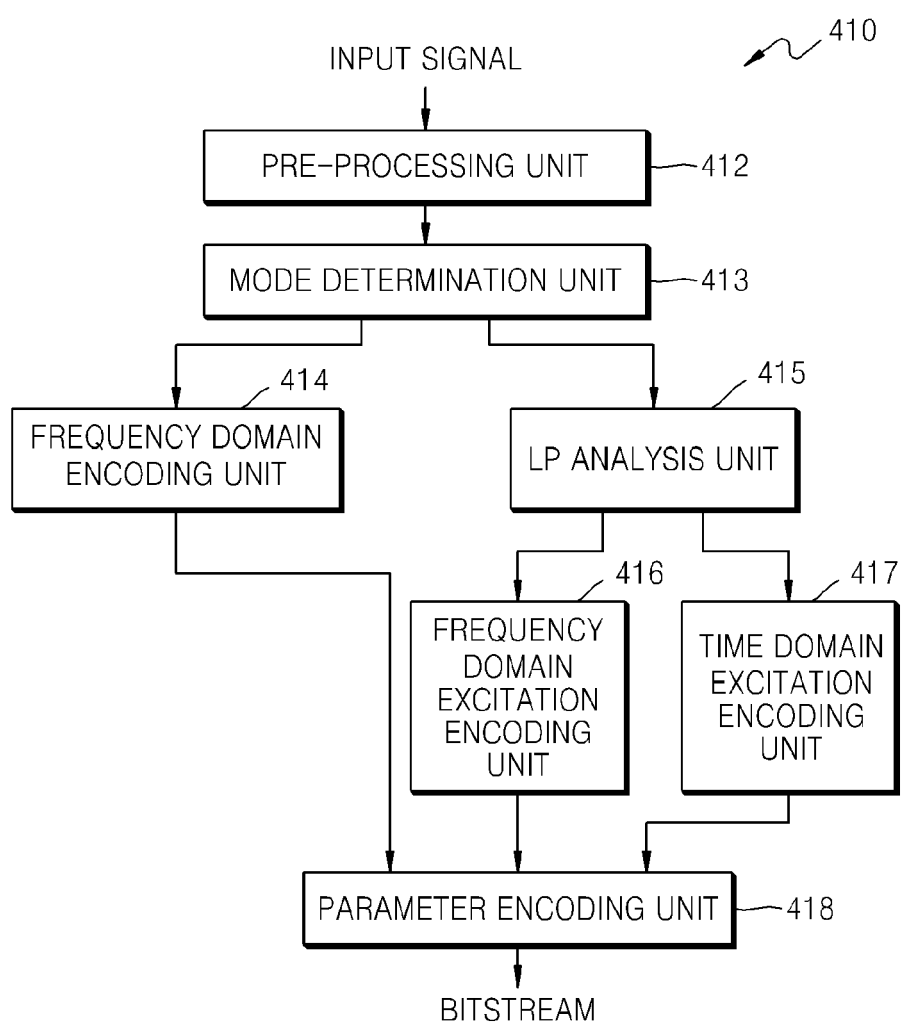 410
INPUT SIGNAL
PRE-PROCESSING UNIT
412
MODE DETERMINATION UNIT
413
414
415
FREQUENCY DOMAIN
ENCODING UNIT
LP ANALYSIS UNIT
416
417
FREQUENCY
DOMAIN
EXCITATION
ENCODING
UNIT
TIME DOMAIN
EXCITATION
ENCODING
UNIT
PARAMETER ENCODING UNIT
418
BITSTREAM